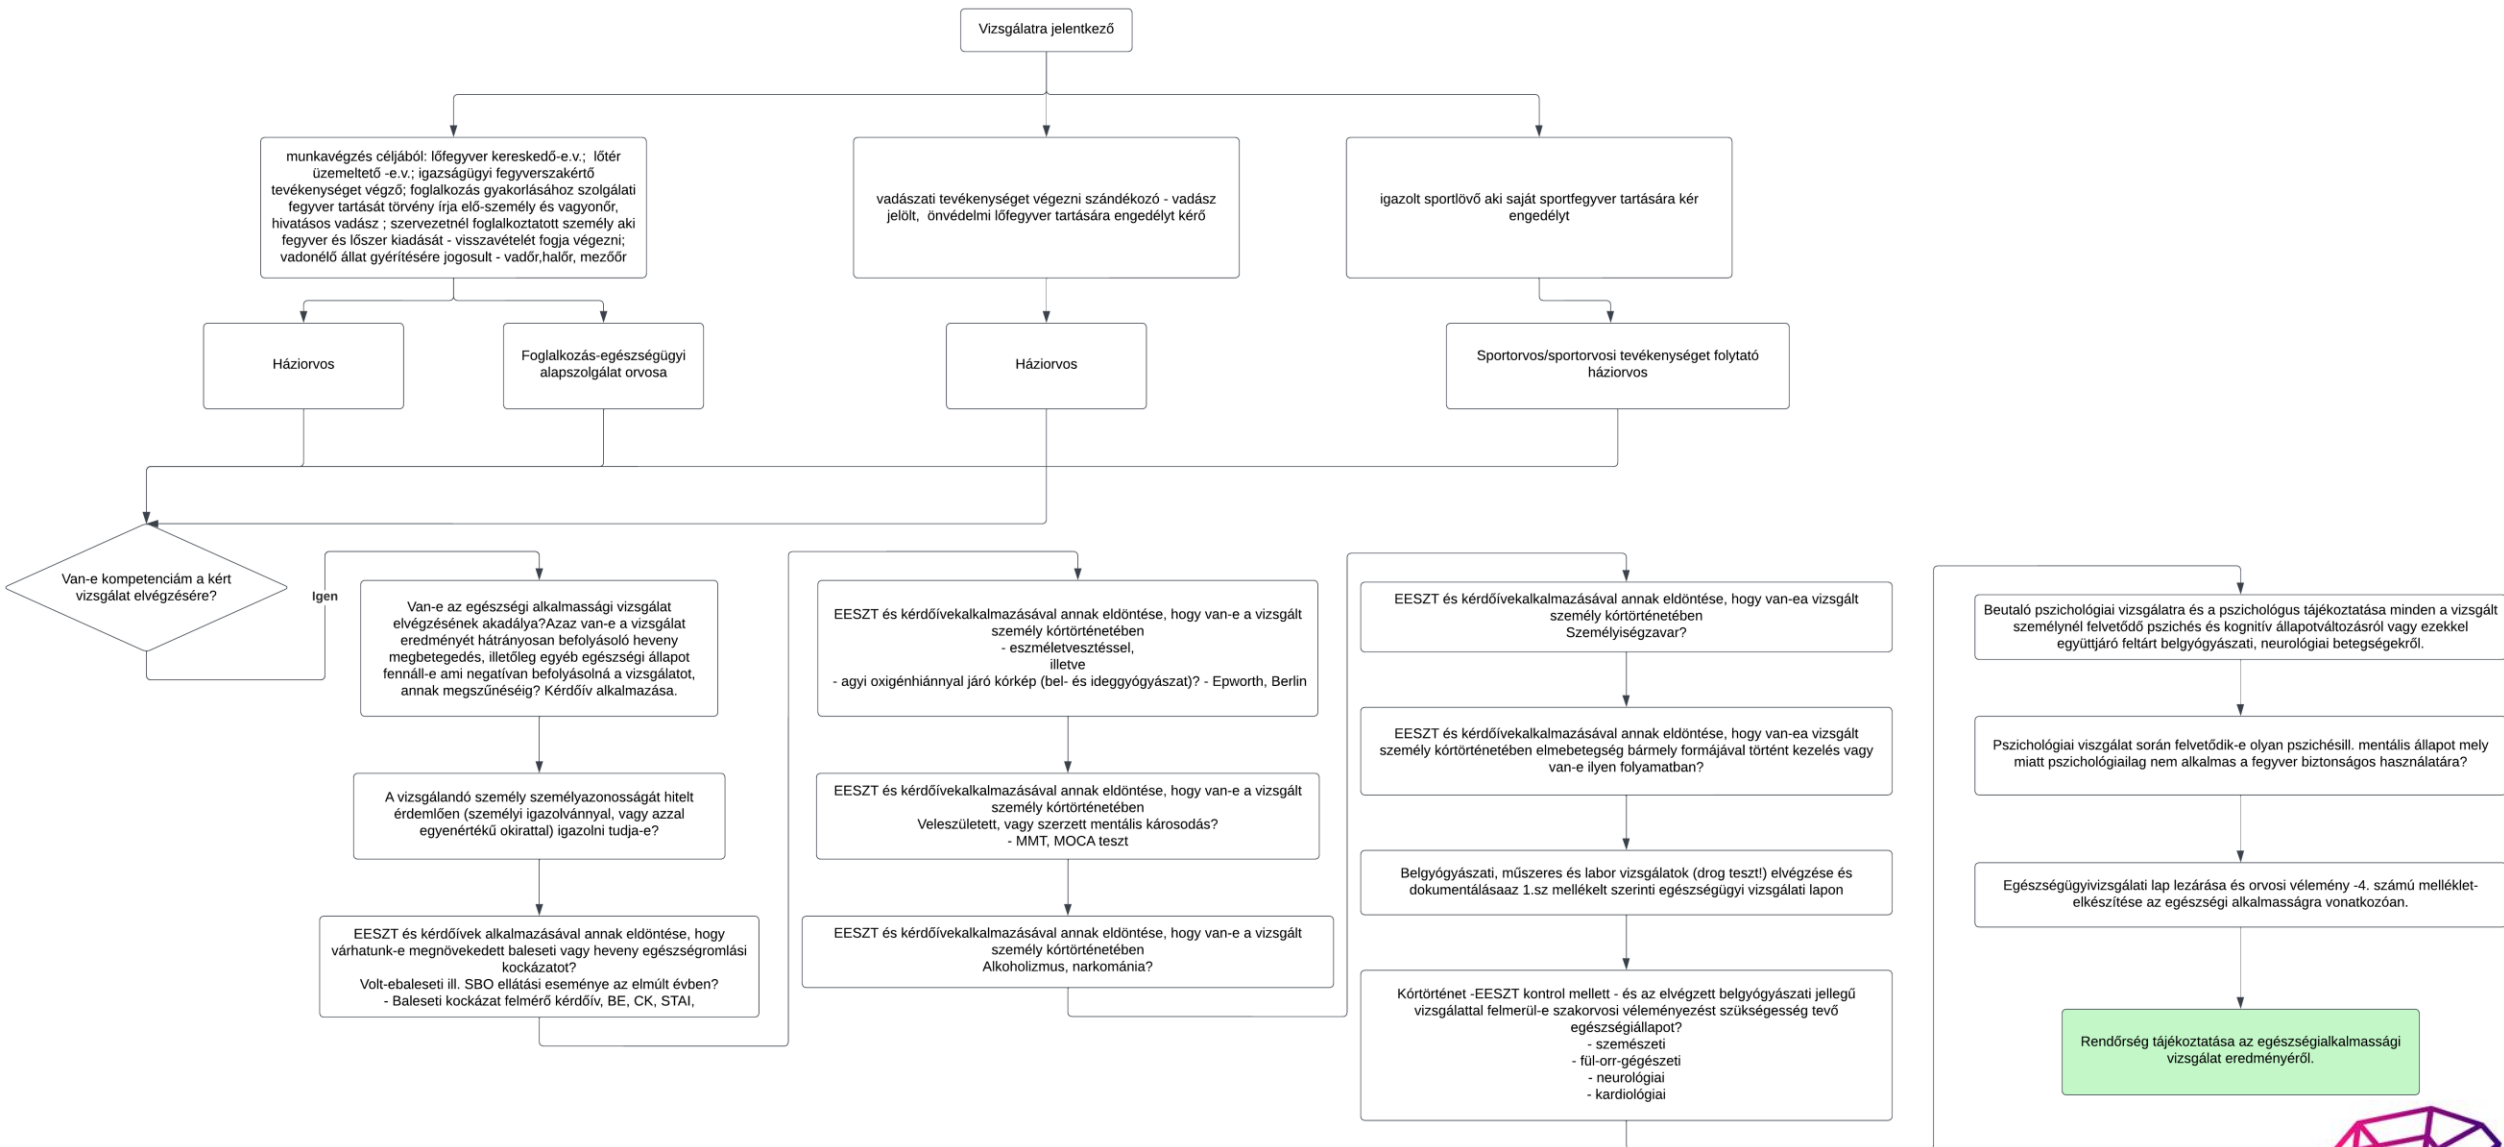 Vizsgálatra jelentkező
munkavégzés céljából: lőfegyver kereskedő-e.v.; lőtér
üzemeltető -e.v.; igazságügyi fegyverszakértő
tevékenységet végző; foglalkozás gyakorlásához szolgálati
fegyver tartását törvény írja elő-személy és vagyonőr,
hivatásos vadász ; szervezetnél foglalkoztatott személy aki
fegyver és lőszer kiadását - visszavételét fogja végezni;
vadonélő állat gyérítésére jogosult - vadőr,halőr, mezőőr
vadászati tevékenységet végezni szándékozó - vadász
jelölt, önvédelmi lőfegyver tartására engedélyt kérő
igazolt sportlövő aki saját sportfegyver tartására kér
engedélyt
Háziorvos
Foglalkozás-egészségügyi
alapszolgálat orvosa
Háziorvos
Sportorvos/sportorvosi tevékenységet folytató
háziorvos
Van-e kompetenciám a kért
vizsgálat elvégzésére?
Igen
Van-e az egészségi alkalmassági vizsgálat
elvégzésének akadálya?Azaz van-e a vizsgálat
eredményét hátrányosan befolyásoló heveny
megbetegedés, illetőleg egyéb egészségi állapot
fennáll-e ami negatívan befolyásolná a vizsgálatot,
annak megszűnéséig? Kérdőív alkalmazása.
A vizsgálandó személy személyazonosságát hitelt
érdemlően (személyi igazolvánnyal, vagy azzal
egyenértékű okirattal) igazolni tudja-e?
EESZT és kérdőívek alkalmazásával annak eldöntése, hogy
várhatunk-e megnövekedett baleseti vagy heveny egészségromlási
kockázatot?
Volt-ebaleseti ill. SBO ellátási eseménye az elmúlt évben?
- Baleseti kockázat felmérő kérdőív, BE, CK, STAI,
EESZT és kérdőívekalkalmazásával annak eldöntése, hogy van-e a vizsgált
személy kórtörténetében
- eszméletvesztéssel,
illetve
- agyi oxigénhiánnyal járó kórkép (bel- és ideggyógyászat)? - Epworth, Berlin
EESZT és kérdőívekalkalmazásával annak eldöntése, hogy van-e a vizsgált
személy kórtörténetében
Veleszületett, vagy szerzett mentális károsodás?
- MMT, MOCA teszt
EESZT és kérdőívekalkalmazásával annak eldöntése, hogy van-e a vizsgált
személy kórtörténetében
Alkoholizmus, narkománia?
EESZT és kérdőívekalkalmazásával annak eldöntése, hogy van-ea vizsgált
személy kórtörténetében
Személyiségzavar?
EESZT és kérdőívekalkalmazásával annak eldöntése, hogy van-ea vizsgált
személy kórtörténetében elmebetegség bármely formájával történt kezelés vagy
van-e ilyen folyamatban?
Belgyógyászati, műszeres és labor vizsgálatok (drog teszt!) elvégzése és
dokumentálásaaz 1.sz mellékelt szerinti egészségügyi vizsgálati lapon
Kórtörténet -EESZT kontrol mellett - és az elvégzett belgyógyászati jellegű
vizsgálattal felmerül-e szakorvosi véleményezést szükségesség tevő
egészségiállapot?
- szemészeti
- fül-orr-gégészeti
- neurológiai
- kardiológiai
Beutaló pszichológiai vizsgálatra és a pszichológus tájékoztatása minden a vizsgált
személynél felvetődő pszichés és kognitív állapotváltozásról vagy ezekkel
együttjáró feltárt belgyógyászati, neurológiai betegségekről.
Pszichológiai viszgálat során felvetődik-e olyan pszichésill. mentális állapot mely
miatt pszichológiailag nem alkalmas a fegyver biztonságos használatára?
Egészségügyivizsgálati lap lezárása és orvosi vélemény -4. számú melléklet-
elkészítése az egészségi alkalmasságra vonatkozóan.
Rendőrség tájékoztatása az egészségialkalmassági
vizsgálat eredményéről.